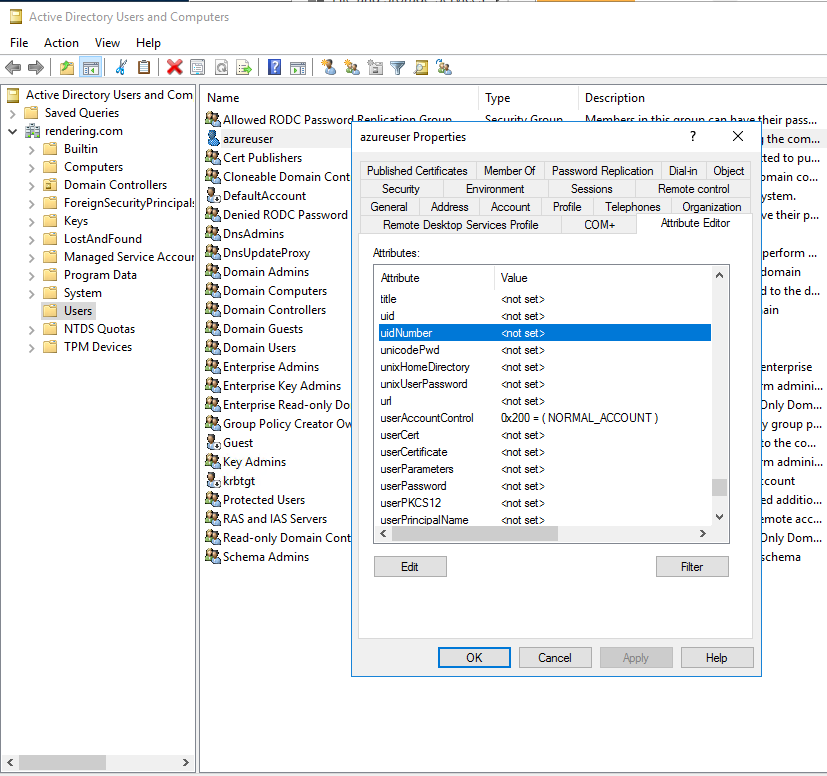 Active Directory Users and Computers
File Action View Help
Active Directory Users and Com
Saved Queries
rendering.com
Builtin
Computers
Domain Controllers
ForeignSecurityPrincipals
Keys
LostAndFound
Managed Service Accour
Program Data
System
Users
NTDS Quotas
TPM Devices
Name Type Description
Allowed RODC Password Replication Group Security Group Members in this group can have their pass...
azureuser g the com...
Cert Publishers tted to pu...
Cloneable Domain Cont omain co...
DefaultAccount ystem.
Denied RODC Password ve their p...
DnsAdmins
DnsUpdateProxy perform ...
Domain Admins domain
Domain Computers d to the d...
Domain Controllers ain
Domain Guests
Domain Users
Enterprise Admins enterprise
Enterprise Key Admins rm admini...
Enterprise Read-only Do Only Dom...
Group Policy Creator Ow y group p...
Guest to the co...
Key Admins rm admini...
krbtgt ccount
Protected Users ed additio...
RAS and IAS Servers emote acc...
Read-only Domain Cont Only Dom...
Schema Admins schema
azureuser Properties ?
Published Certificates Member Of Password Replication Dial-in Object
Security Environment Sessions Remote control
General Address Account Profile Telephones Organization
Remote Desktop Services Profile COM+ Attribute Editor
Attributes:
Attribute Value
title <not set>
uid <not set>
uidNumber <not set>
unicodePwd <not set>
unixHomeDirectory <not set>
unixUserPassword <not set>
url <not set>
userAccountControl 0x200 = ( NORMAL_ACCOUNT )
userCert <not set>
userCertificate <not set>
userParameters <not set>
userPassword <not set>
userPKCS12 <not set>
userPrincipalName <not set>
Edit Filter
OK Cancel Apply Help